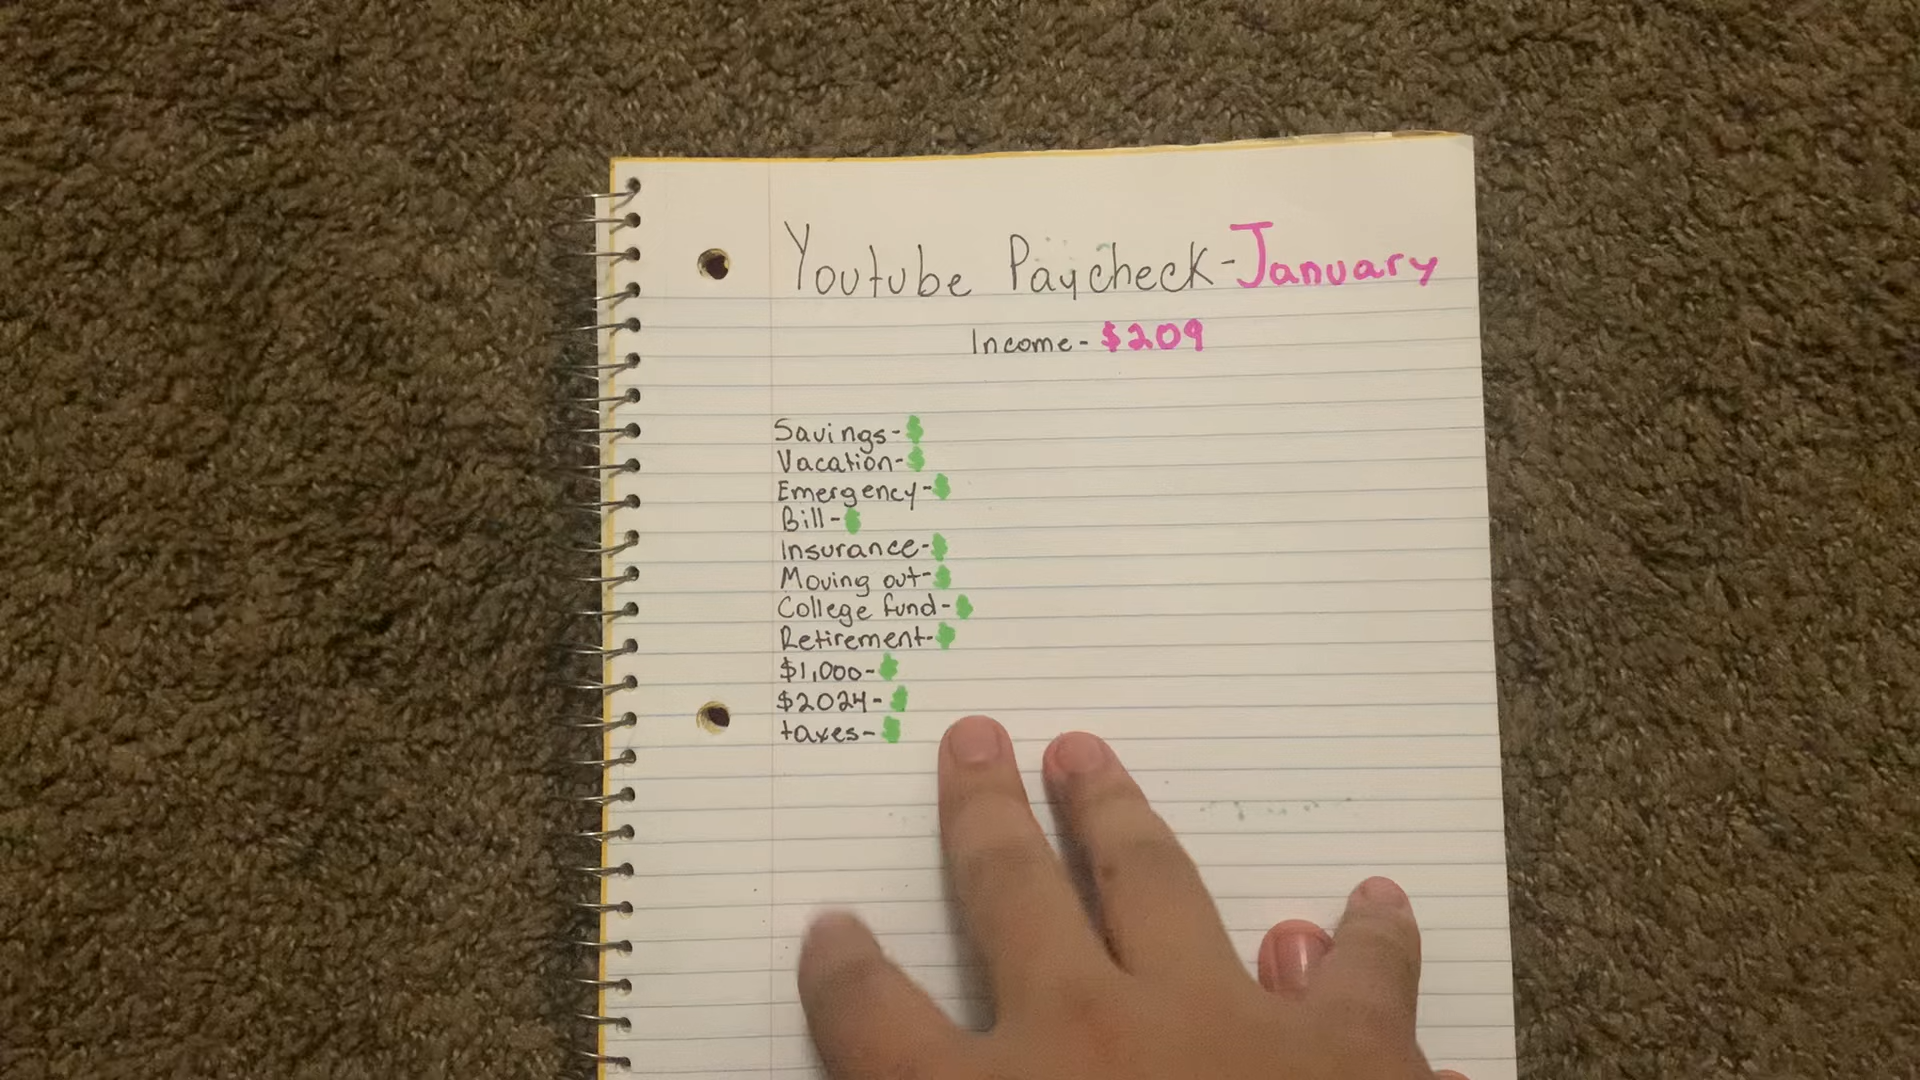 Youtube Paycheck-January
Income-$209
Savings-$
Vacation-$
Emergency-$
Bill-$
Insurance-$
Moving out-$
College fund-$
Retirement-$
$1,000-$
$2024-$
taxes-$